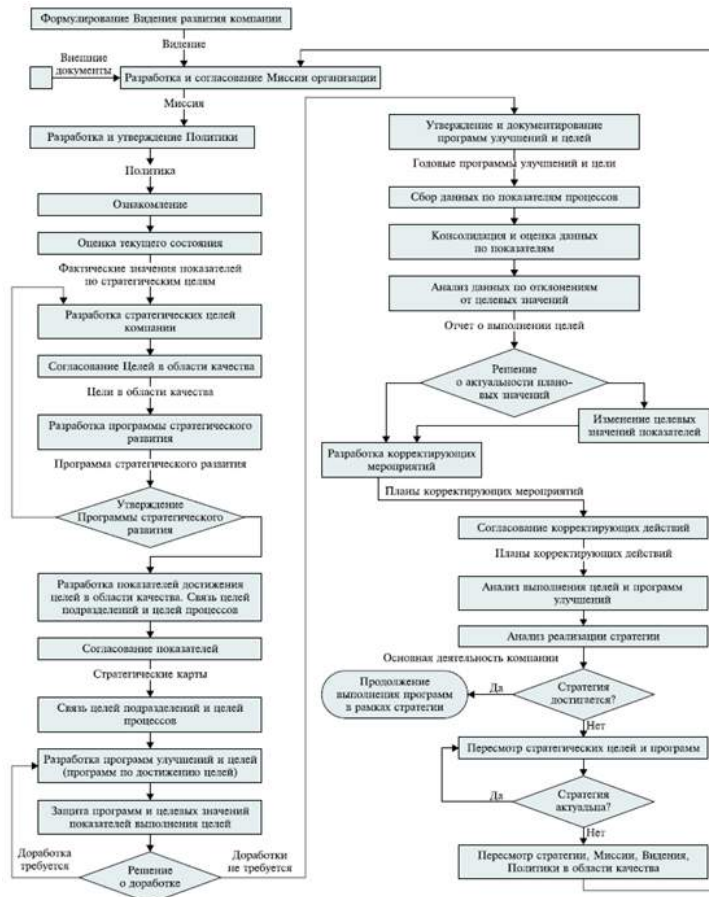 Формулирование Видения развития компании
Видение
Внешние
документы
Разработка и согласование Миссии организации
Миссия
Разработка и утверждение Политики
Политика
Ознакомление
Оценка текущего состояния
Фактические значения показателей
по стратегическим целям
Разработка стратегических целей
компании
Согласование Целей в области качества
Цели в области качества
Разработка программы стратегического
развития
Программа стратегического развития
Утверждение
Программы стратегического
развития
Разработка показателей достижения
целей в области качества. Связь целей
подразделений и целей процессов
Согласование показателей
Стратегические карты
Связь целей подразделений и целей
процессов
Разработка программ улучшений и целей
(программ по достижению целей)
Защита программ и целевых значений
показателей выполнения целей
Доработка
требуется
Решение
о доработке
Доработки
не требуется
Утверждение и документирование
программ улучшений и целей
Годовые программы улучшений и цели
Сбор данных по показателям процессов
Консолидация и оценка данных
по показателям
Анализ данных по отклонениям
от целевых значений
Отчет о выполнении целей
Решение
о актуальности плано-
вых значений
Изменение целевых
значений показателей
Разработка корректирующих
мероприятий
Планы корректирующих мероприятий
Согласование корректирующих действий
Планы корректирующих действий
Анализ выполнения целей и программ
улучшений
Анализ реализации стратегии
Основная деятельность компании
Продолжение
выполнения программ
в рамках стратегии
Да
Стратегия
достигается?
Нет
Пересмотр стратегических целей и программ
Да
Стратегия
актуальна?
Нет
Пересмотр стратегии, Миссии, Видения,
Политики в области качества